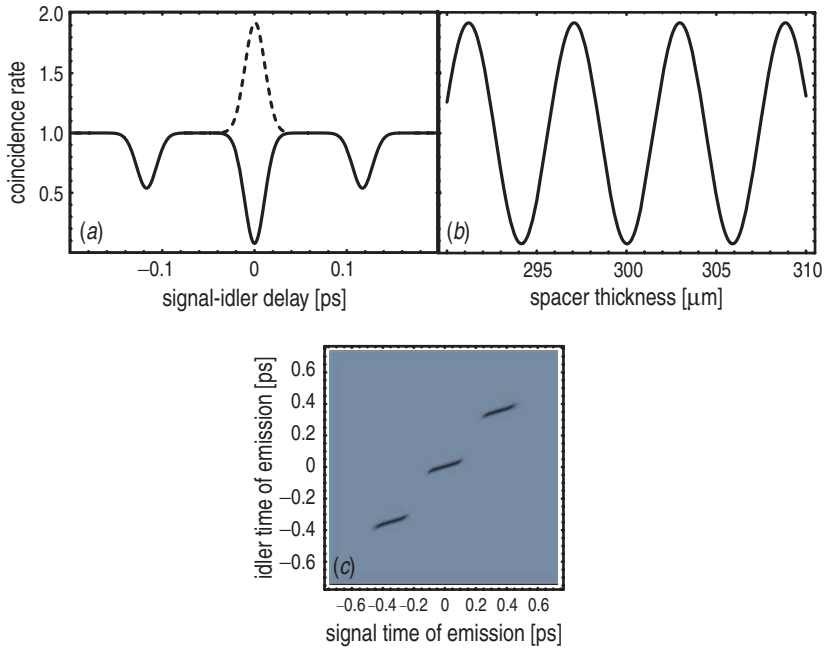 2.0
1.5
1.0
0.5
coincidence rate
(a)
−0.1 0 0.1
signal-idler delay [ps]
(b)
295 300 305 310
spacer thickness [μm]
0.6
0.4
0.2
0
−0.2
−0.4
−0.6
idler time of emission [ps]
(c)
−0.6 −0.4 −0.2 0 0.2 0.4 0.6
signal time of emission [ps]